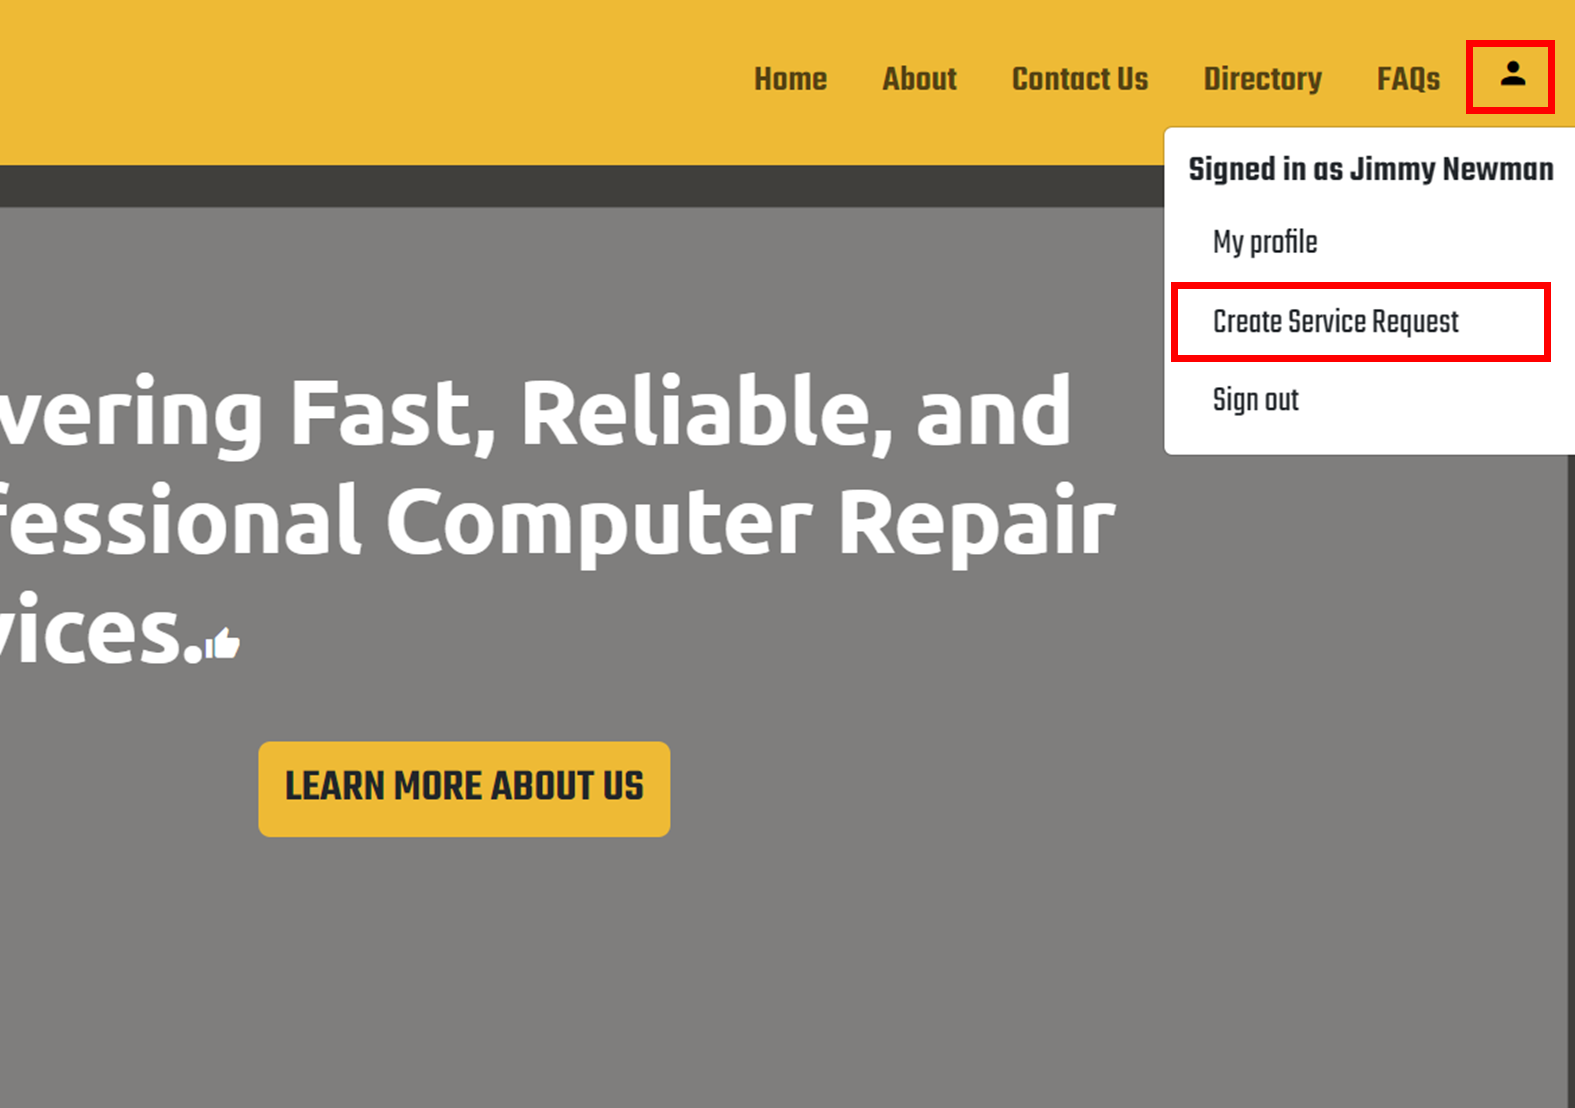 Home About Contact Us Directory FAQs
Signed in as Jimmy Newman
My profile
Create Service Request
Sign out
vering Fast, Reliable, and
fessional Computer Repair
vices.
LEARN MORE ABOUT US